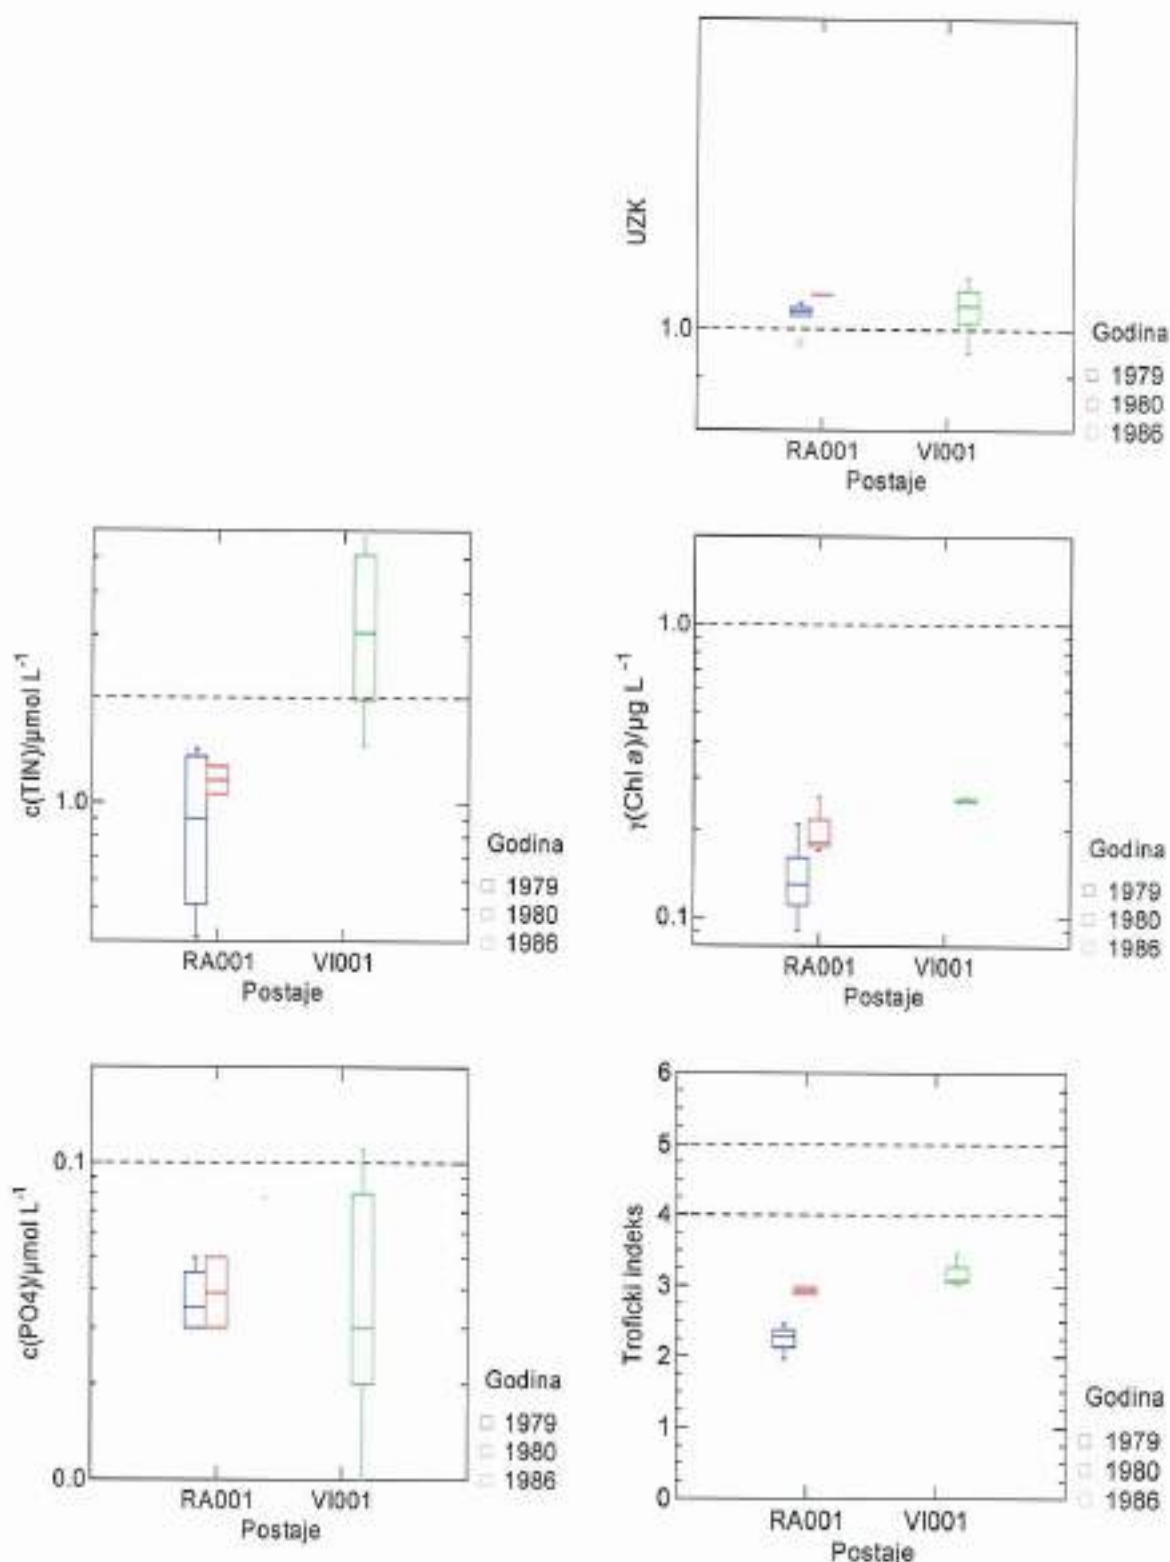 UZK
1.0
Godina
1979
1980
1986
RA001 VI001
Postaje
c(TIN)/µmol L⁻¹
1.0
Godina
1979
1980
1986
RA001 VI001
Postaje
γ(Chl a)/µg L⁻¹
1.0
0.1
Godina
1979
1980
1986
RA001 VI001
Postaje
c(PO4)/µmol L⁻¹
0.1
0.0
Godina
1979
1980
1986
RA001 VI001
Postaje
Troficki indeks
6
5
4
3
2
1
0
Godina
1979
1980
1986
RA001 VI001
Postaje